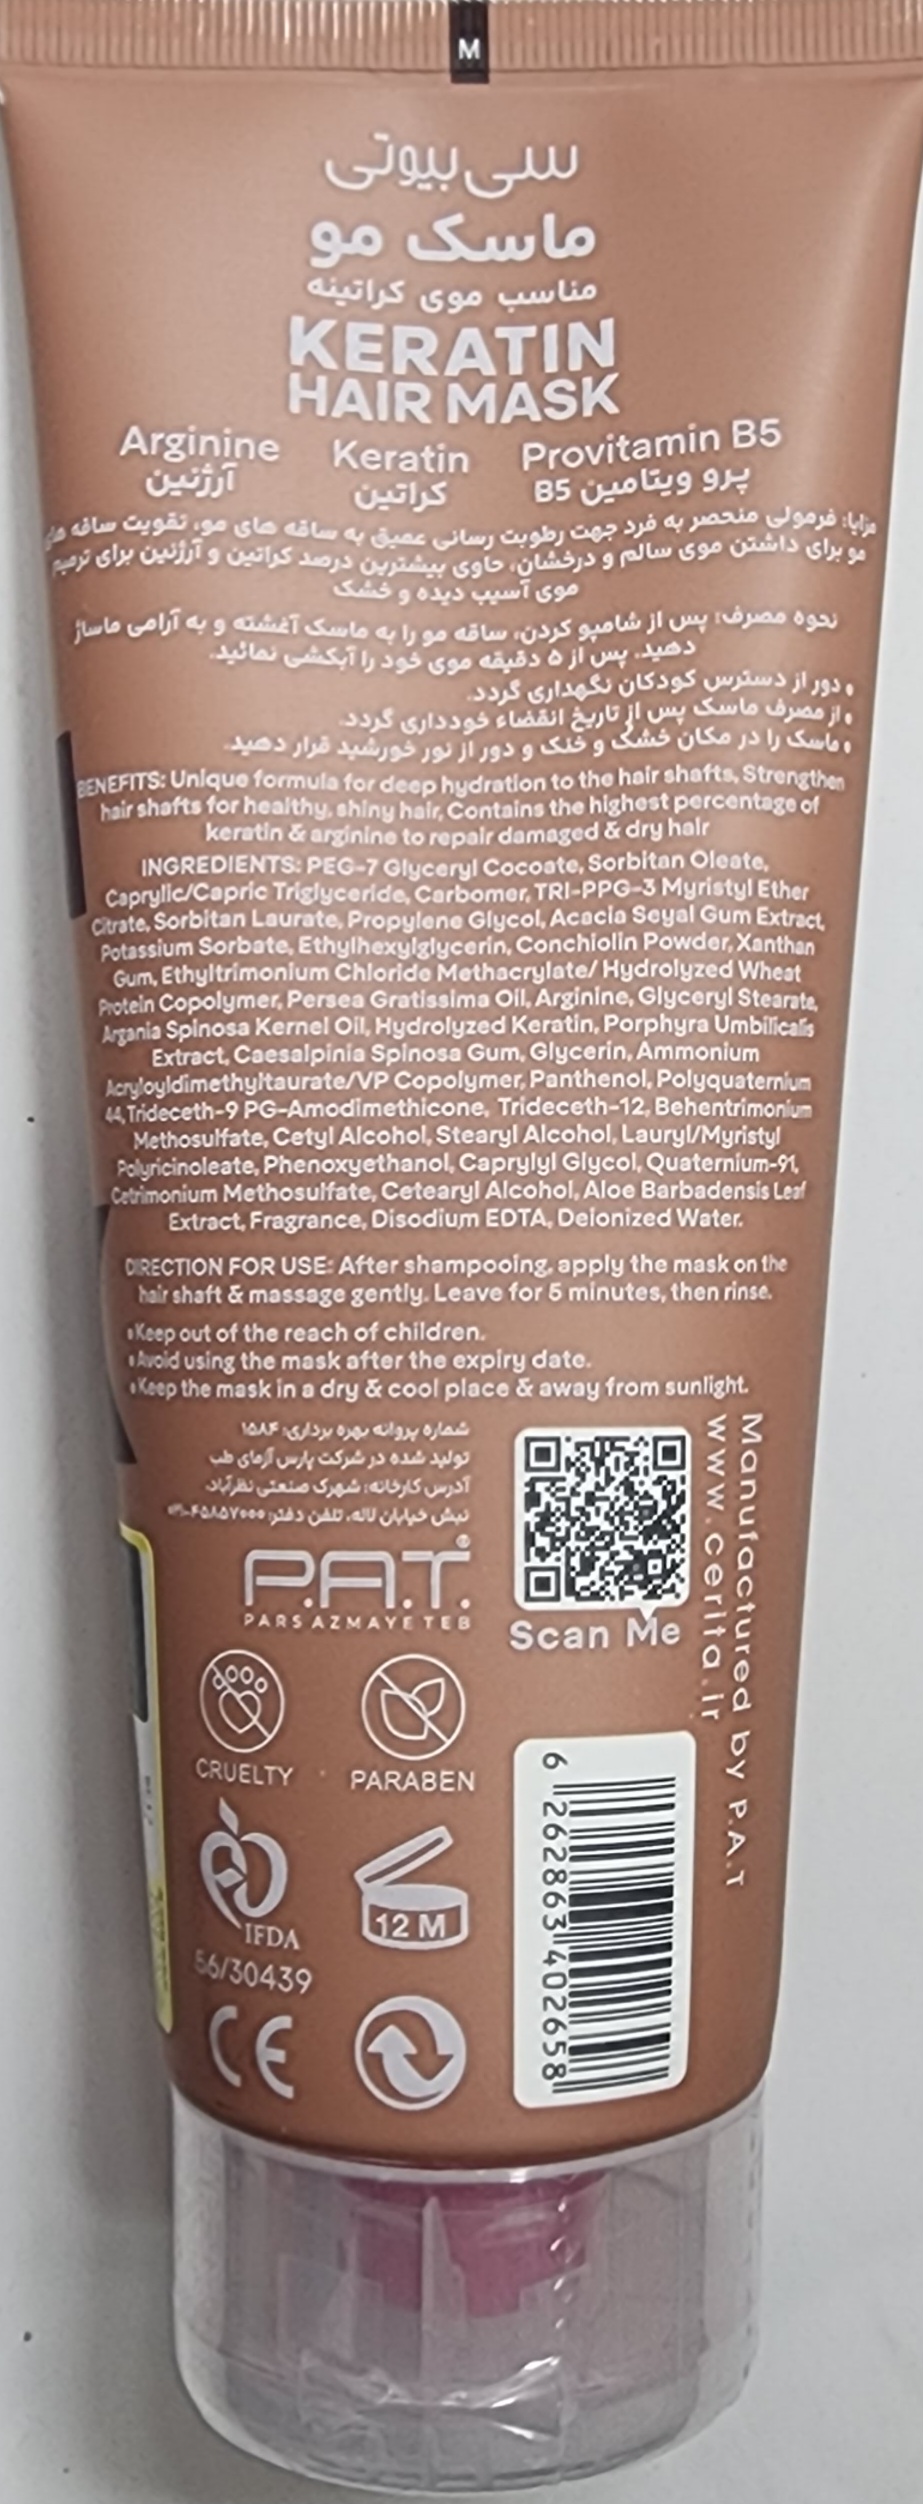 M
سی بیوتی
ماسک مو
مناسب موی کراتینه
KERATIN
HAIR MASK
Arginine Keratin Provitamin B5
آرژنین کراتین پرو ویتامین B5
مزایا: فرمولی منحصر به فرد جهت رطوبت رسانی عمیق به ساقه های مو، تقویت ساقه های
مو برای داشتن موی سالم و درخشان، حاوی بیشترین درصد کراتین و آرژنین برای ترمیم
موی آسیب دیده و خشک
نحوه مصرف: پس از شامپو کردن، ساقه مو را به ماسک آغشته و به آرامی ماساژ
دهید. پس از ۵ دقیقه موی خود را آبکشی نمائید.
• دور از دسترس کودکان نگهداری گردد.
• از مصرف ماسک پس از تاریخ انقضاء خودداری گردد.
• ماسک را در مکان خشک و خنک و دور از نور خورشید قرار دهید.
BENEFITS: Unique formula for deep hydration to the hair shafts, Strengthen
hair shafts for healthy, shiny hair, Contains the highest percentage of
keratin & arginine to repair damaged & dry hair
INGREDIENTS: PEG-7 Glyceryl Cocoate, Sorbitan Oleate,
Caprylic/Capric Triglyceride, Carbomer, TRI-PPG-3 Myristyl Ether
Citrate, Sorbitan Laurate, Propylene Glycol, Acacia Seyal Gum Extract,
Potassium Sorbate, Ethylhexylglycerin, Conchiolin Powder, Xanthan
Gum, Ethyltrimonium Chloride Methacrylate/ Hydrolyzed Wheat
Protein Copolymer, Persea Gratissima Oil, Arginine, Glyceryl Stearate,
Argania Spinosa Kernel Oil, Hydrolyzed Keratin, Porphyra Umbilicalis
Extract, Caesalpinia Spinosa Gum, Glycerin, Ammonium
Acryloyldimethyltaurate/VP Copolymer, Panthenol, Polyquaternium
44, Trideceth-9 PG-Amodimethicone, Trideceth-12, Behentrimonium
Methosulfate, Cetyl Alcohol, Stearyl Alcohol, Lauryl/Myristyl
Polyricinoleate, Phenoxyethanol, Caprylyl Glycol, Quaternium-91,
Cetrimonium Methosulfate, Cetearyl Alcohol, Aloe Barbadensis Leaf
Extract, Fragrance, Disodium EDTA, Deionized Water.
DIRECTION FOR USE: After shampooing, apply the mask on the
hair shaft & massage gently. Leave for 5 minutes, then rinse.
•Keep out of the reach of children.
•Avoid using the mask after the expiry date.
•Keep the mask in a dry & cool place & away from sunlight.
شماره پروانه بهره برداری: ۱۵۸۴
تولید شده در شرکت پارس آزمای طب
آدرس کارخانه: شهرک صنعتی نظرآباد،
نبش خیابان لاله، تلفن دفتر: ۰۲۱-۴۵۸۵۷۰۰۰
P.A.T.®
PARS AZMAYE TEB
Scan Me
Manufactured by P.A.T
www.cerita.ir
CRUELTY
PARABEN
IFDA
56/30439
12 M
CE
6 262863 402658